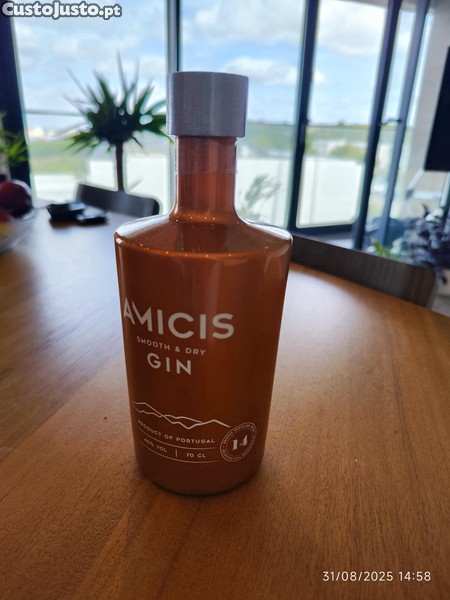 CustoJusto.pt
AMICIS
SMOOTH & DRY
GIN
PRODUCT OF PORTUGAL
40% VOL. | 70 CL
14
31/08/2025 14:58